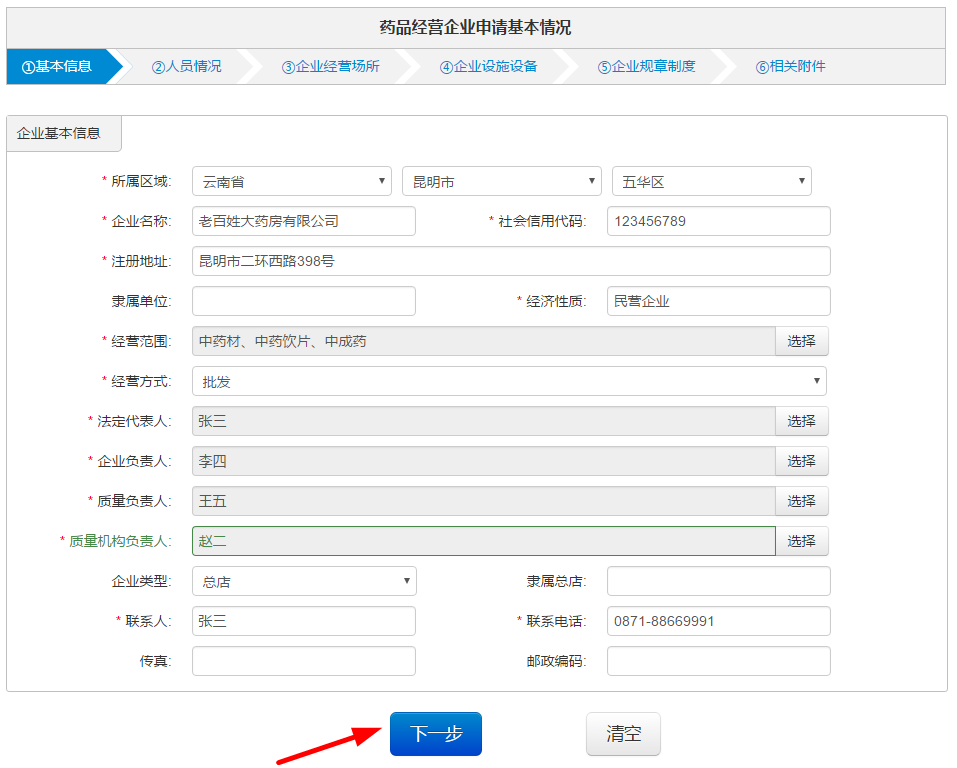 药品经营企业申请基本情况
①基本信息 ②人员情况 ③企业经营场所 ④企业设施设备 ⑤企业规章制度 ⑥相关附件
企业基本信息
* 所属区域: 云南省 昆明市 五华区
* 企业名称: 老百姓大药房有限公司 * 社会信用代码: 123456789
* 注册地址: 昆明市二环西路398号
隶属单位: * 经济性质: 民营企业
* 经营范围: 中药材、中药饮片、中成药 选择
* 经营方式: 批发
* 法定代表人: 张三 选择
* 企业负责人: 李四 选择
* 质量负责人: 王五 选择
* 质量机构负责人: 赵二 选择
企业类型: 总店 隶属总店:
* 联系人: 张三 * 联系电话: 0871-88669991
传真: 邮政编码:
下一步 清空